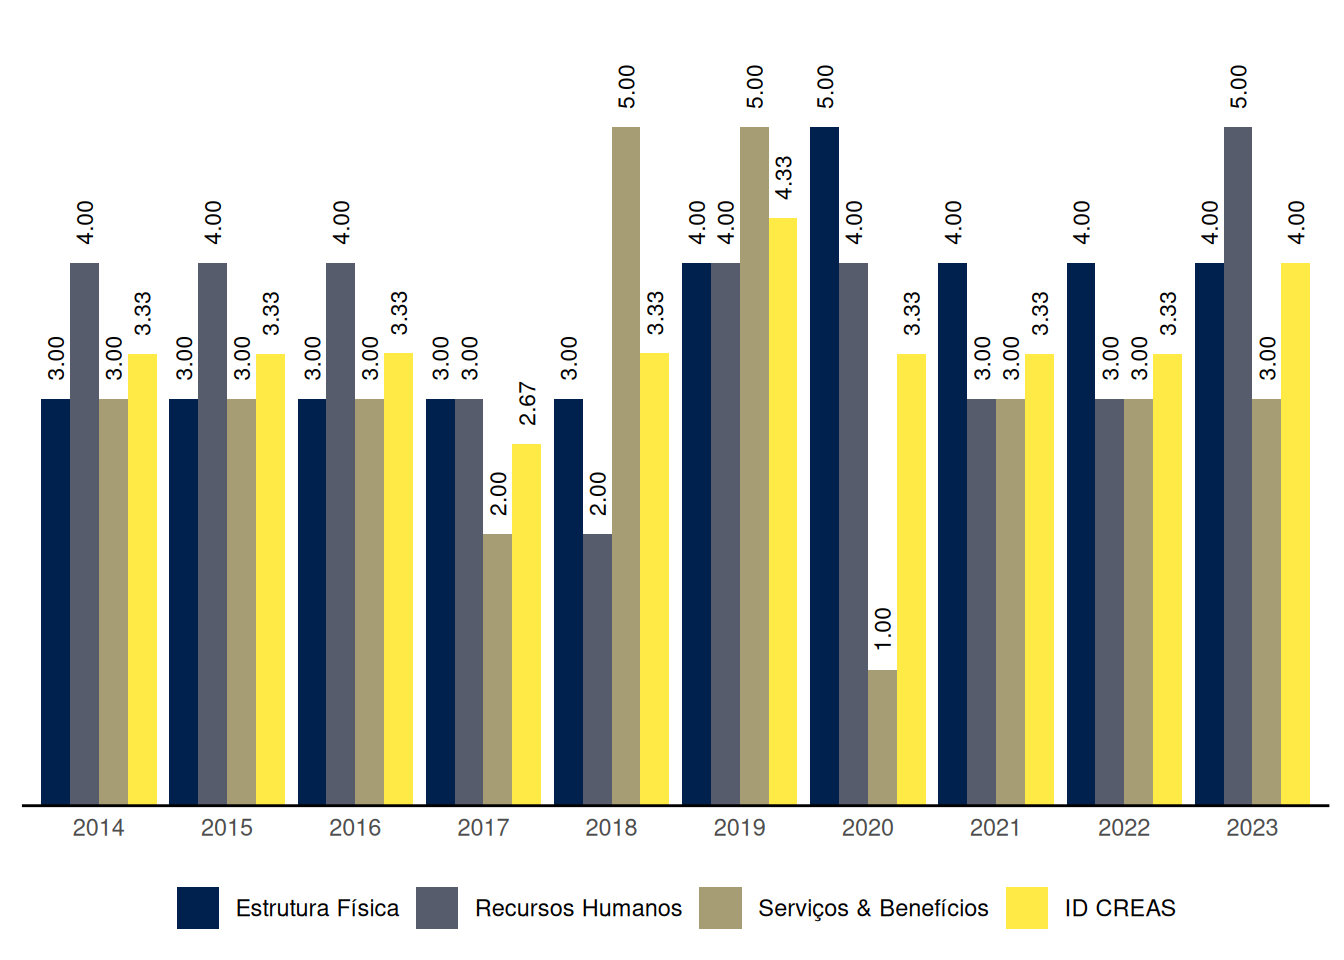 3.00 4.00 3.00 3.33 3.00 4.00 3.00 3.33 3.00 4.00 3.00 3.33 3.00 3.00 2.00 2.67 3.00 2.00 5.00 3.33 4.00 4.00 5.00 4.33 5.00 4.00 1.00 3.33 4.00 3.00 3.00 3.33 4.00 3.00 3.00 3.33 4.00 5.00 3.00 4.00
2014 2015 2016 2017 2018 2019 2020 2021 2022 2023
Estrutura Física Recursos Humanos Serviços & Benefícios ID CREAS